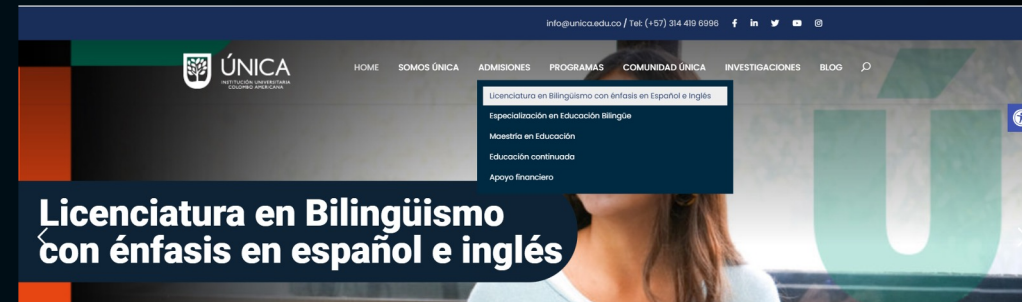 info@unica.edu.co / Tel: (+57) 314 419 6996
ÚNICA
INSTITUCIÓN UNIVERSITARIA
COLOMBO AMERICANA
HOME SOMOS ÚNICA ADMISIONES PROGRAMAS COMUNIDAD ÚNICA INVESTIGACIONES BLOG
Licenciatura en Bilingüismo con énfasis en Español e Inglés
Especialización en Educación Bilingüe
Maestría en Educación
Educación continuada
Apoyo financiero
Licenciatura en Bilingüismo
con énfasis en español e inglés